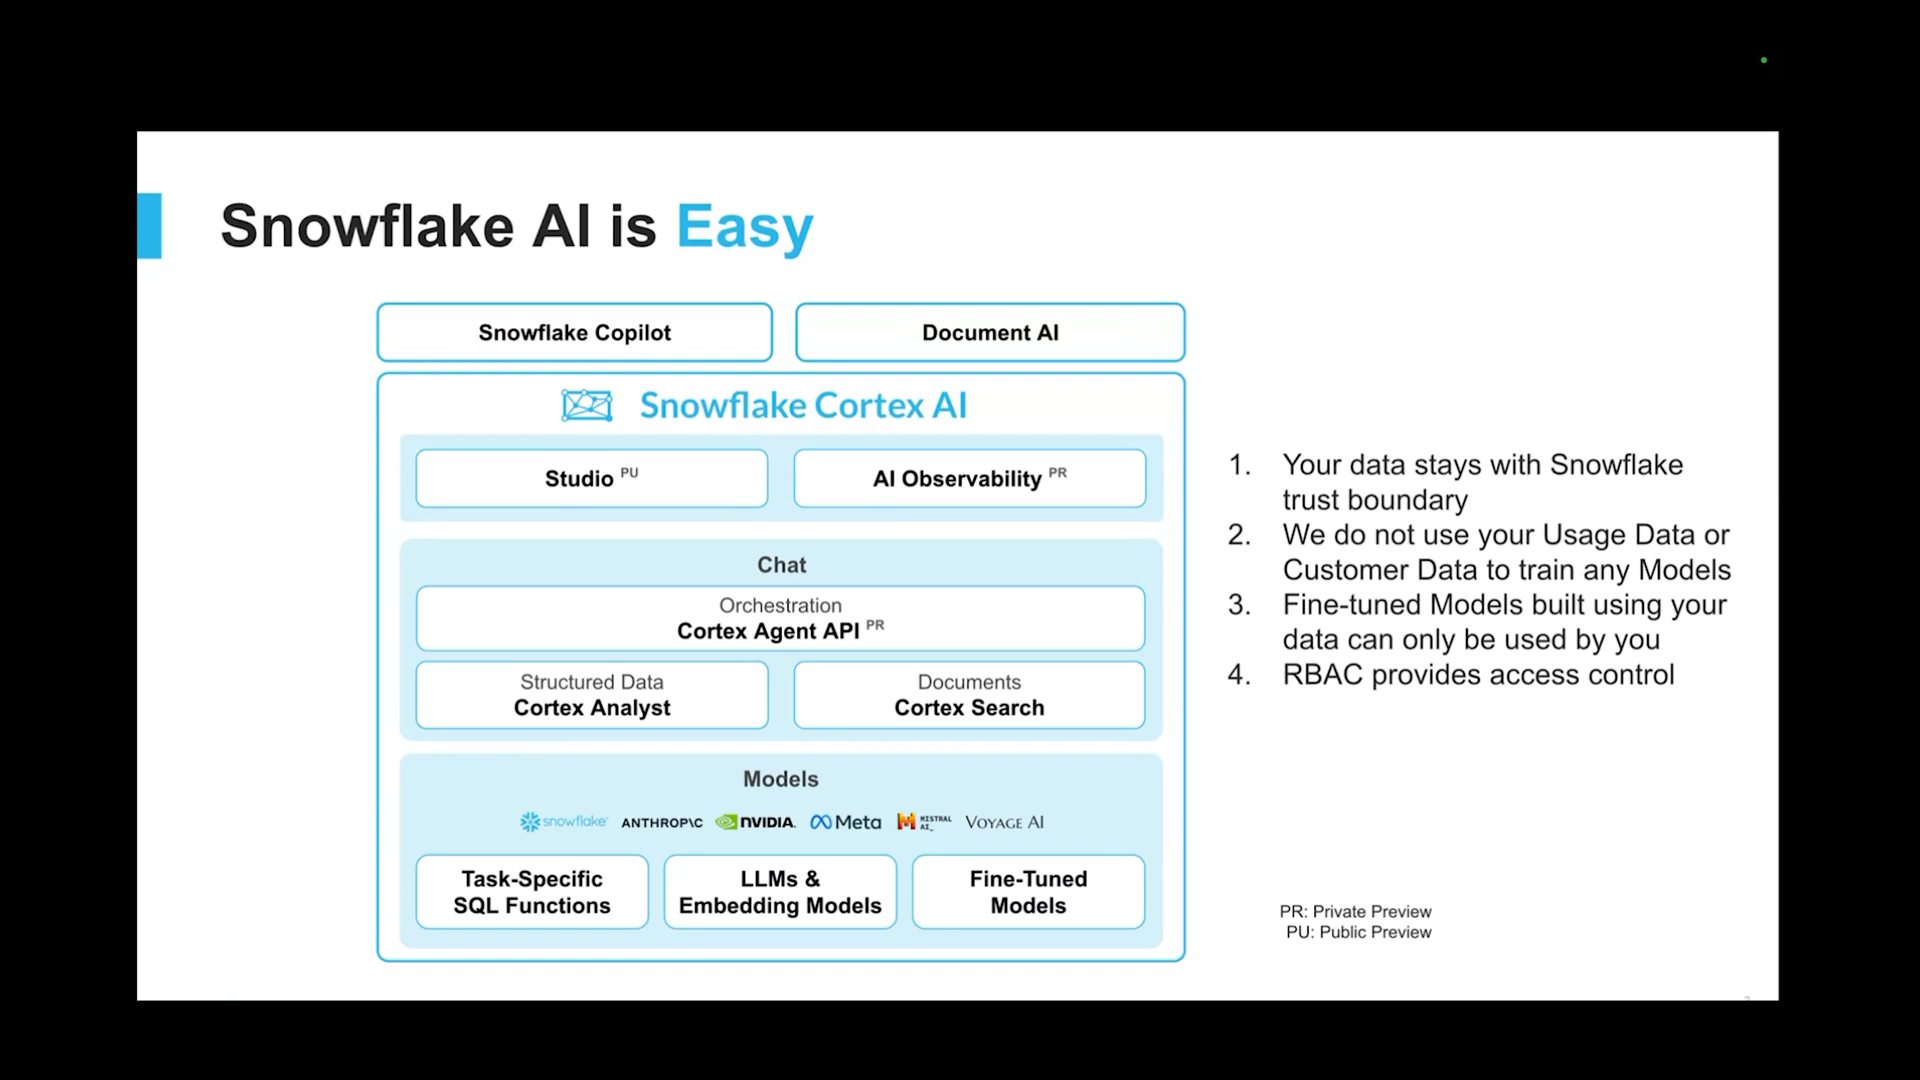 Snowflake AI is Easy
Snowflake Copilot
Document AI
Snowflake Cortex AI
Studio PU
AI Observability PR
Chat
Orchestration
Cortex Agent API PR
Structured Data
Cortex Analyst
Documents
Cortex Search
Models
snowflake
ANTHROP\C
NVIDIA.
Meta
MISTRAL
AI_
VOYAGE AI
Task-Specific
SQL Functions
LLMs &
Embedding Models
Fine-Tuned
Models
1. Your data stays with Snowflake
trust boundary
2. We do not use your Usage Data or
Customer Data to train any Models
3. Fine-tuned Models built using your
data can only be used by you
4. RBAC provides access control
PR: Private Preview
PU: Public Preview